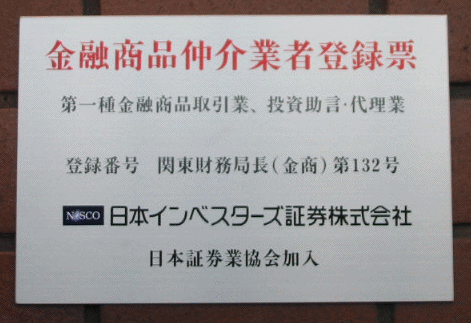 金融商品仲介業者登録票
第一種金融商品取引業、投資助言・代理業
登録番号 関東財務局長(金商)第132号
NISCO 日本インベスターズ証券株式会社
日本証券業協会加入